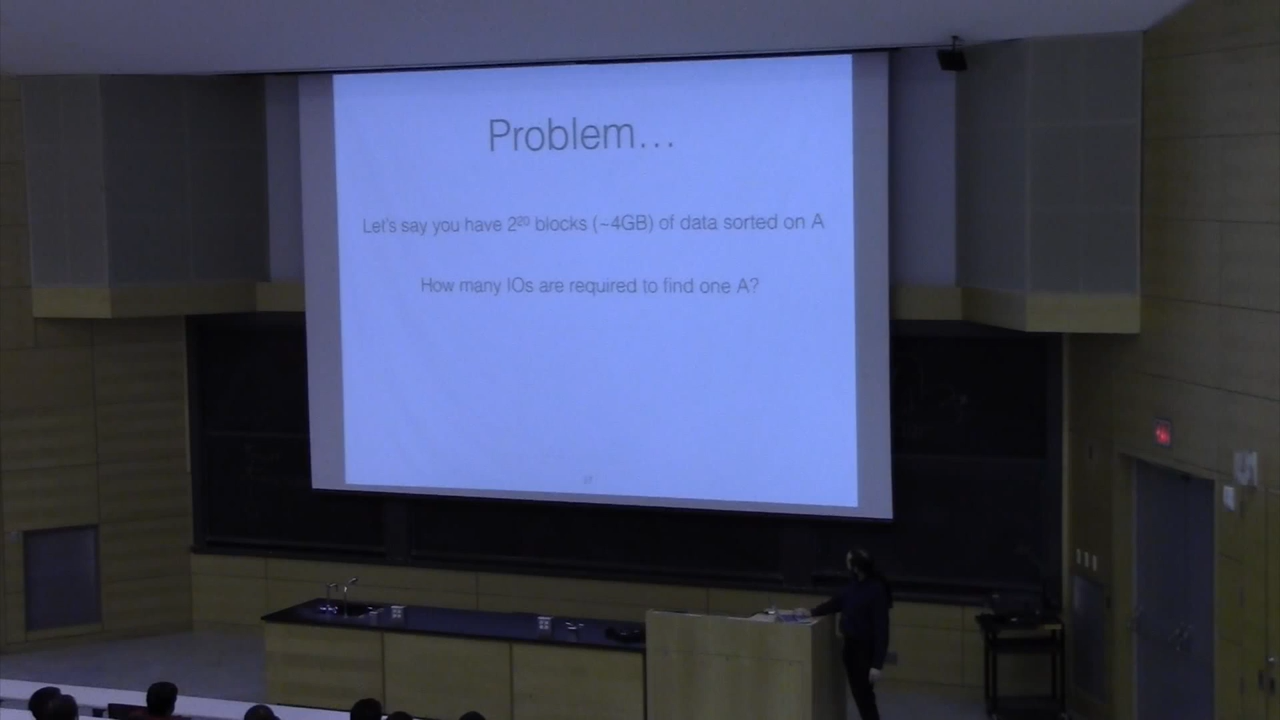 Problem…
Let's say you have 2²⁰ blocks (~4GB) of data sorted on A
How many IOs are required to find one A?